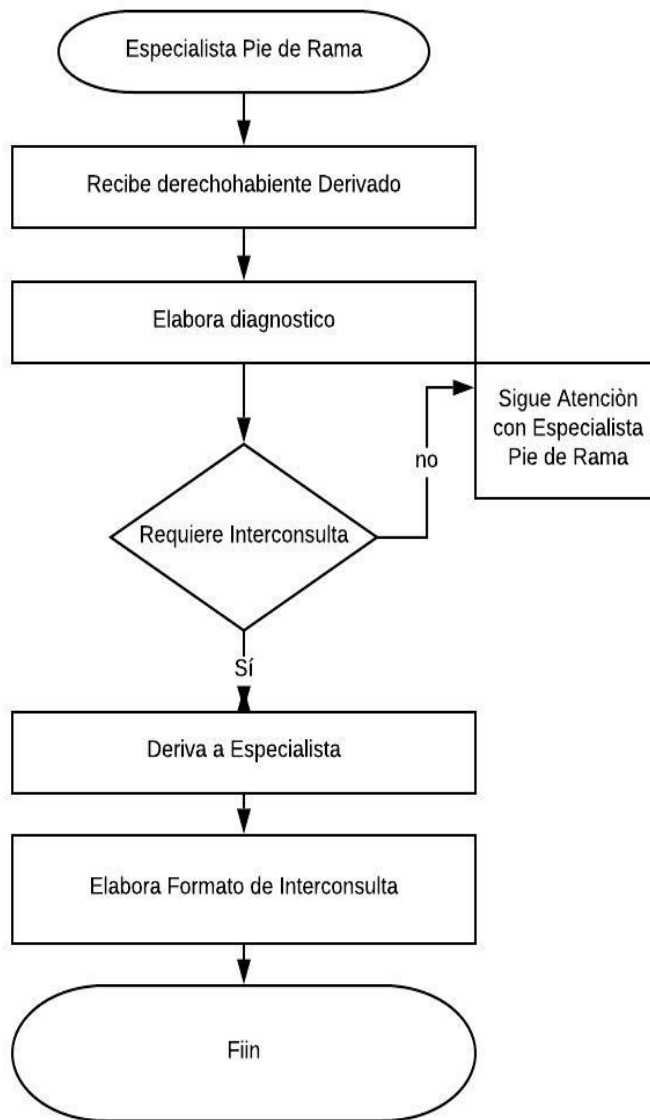 Especialista Pie de Rama
Recibe derechohabiente Derivado
Elabora diagnostico
Sigue Atenciòn
con Especialista
Pie de Rama
no
Requiere Interconsulta
Sí
Deriva a Especialista
Elabora Formato de Interconsulta
Fiin